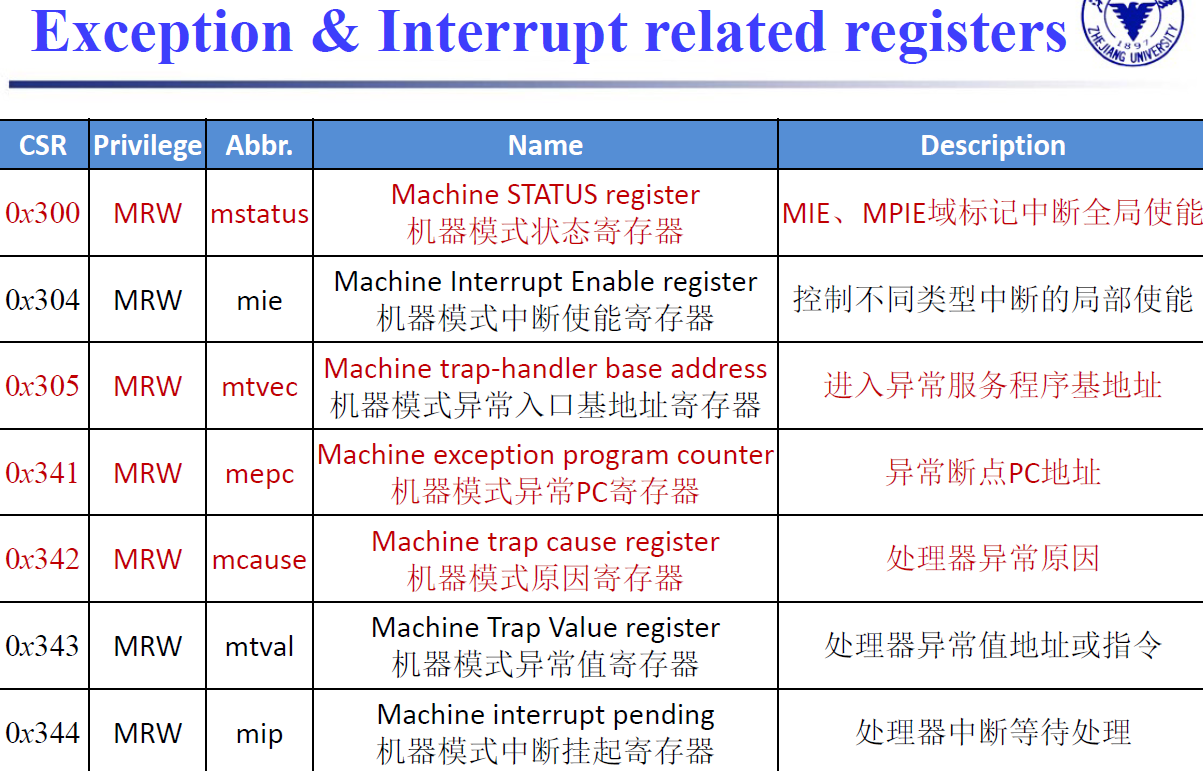 Exception & Interrupt related registers
1897
ZHEJIANG UNIVERSITY
CSR Privilege Abbr. Name Description
0x300 MRW mstatus Machine STATUS register
机器模式状态寄存器 MIE、MPIE域标记中断全局使能
0x304 MRW mie Machine Interrupt Enable register
机器模式中断使能寄存器 控制不同类型中断的局部使能
0x305 MRW mtvec Machine trap-handler base address
机器模式异常入口基地址寄存器 进入异常服务程序基地址
0x341 MRW mepc Machine exception program counter
机器模式异常PC寄存器 异常断点PC地址
0x342 MRW mcause Machine trap cause register
机器模式原因寄存器 处理器异常原因
0x343 MRW mtval Machine Trap Value register
机器模式异常值寄存器 处理器异常值地址或指令
0x344 MRW mip Machine interrupt pending
机器模式中断挂起寄存器 处理器中断等待处理